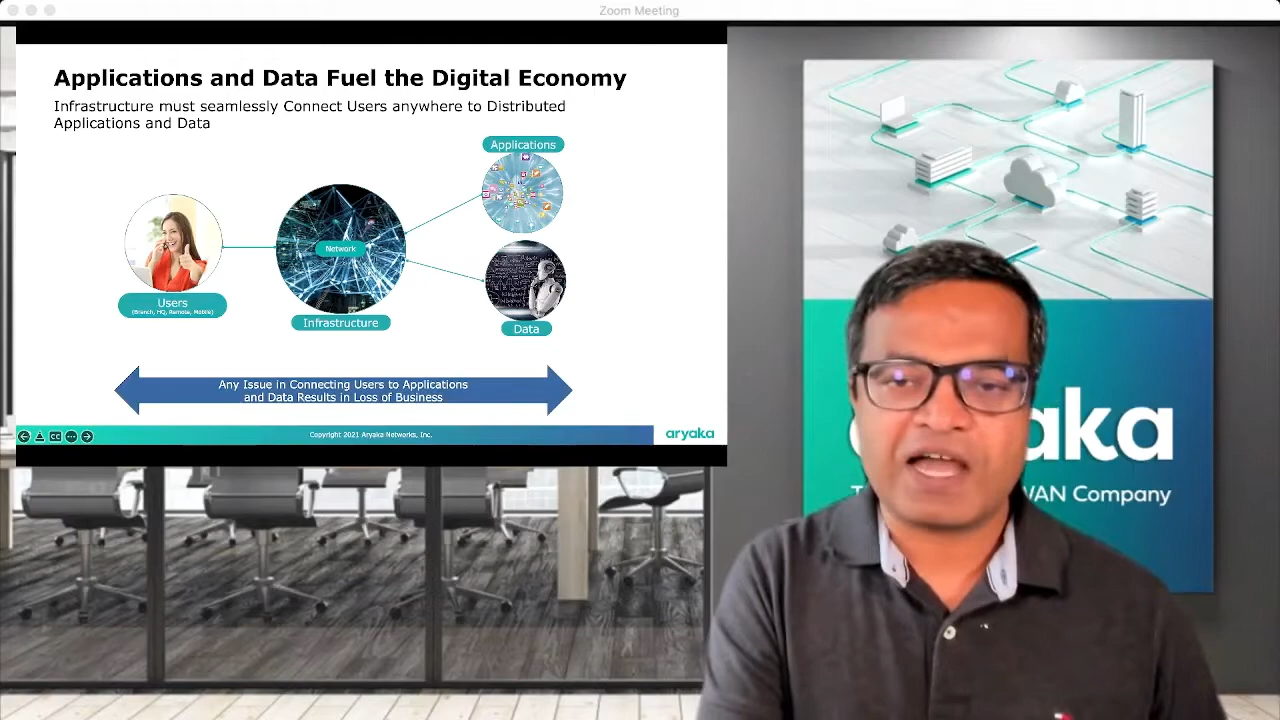 Zoom Meeting
Applications and Data Fuel the Digital Economy
Infrastructure must seamlessly Connect Users anywhere to Distributed
Applications and Data
Applications
Network
Users
(Branch, HQ, Remote, Mobile)
Infrastructure
Data
Any Issue in Connecting Users to Applications
and Data Results in Loss of Business
CC
Copyright 2021 Aryaka Networks, Inc.
aryaka
aka
WAN Company